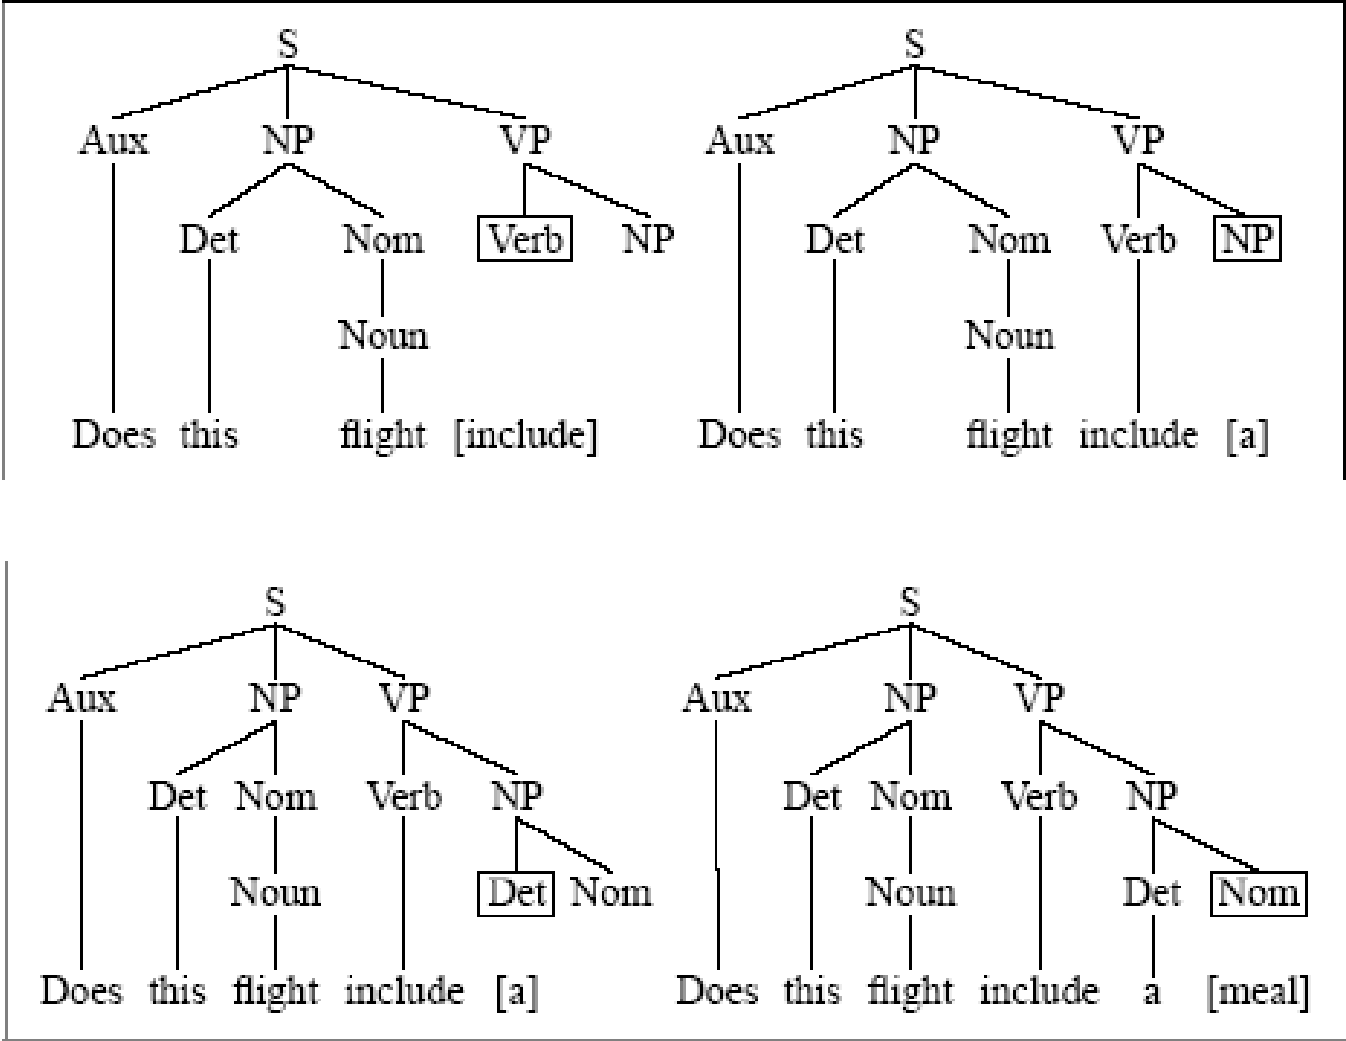 S S
Aux NP VP Aux NP VP
Det Nom Verb NP Det Nom Verb NP
Noun Noun
Does this flight [include] Does this flight include [a]
S S
Aux NP VP Aux NP VP
Det Nom Verb NP Det Nom Verb NP
Noun Det Nom Noun Det Nom
Does this flight include [a] Does this flight include a [meal]